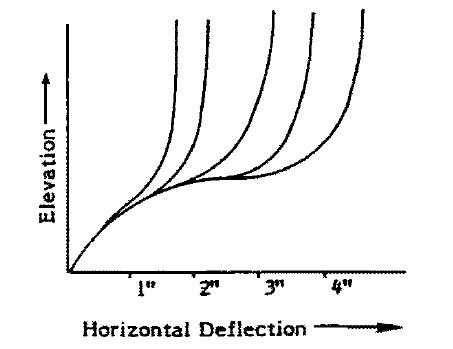 Elevation
1" 2" 3" 4"
Horizontal Deflection